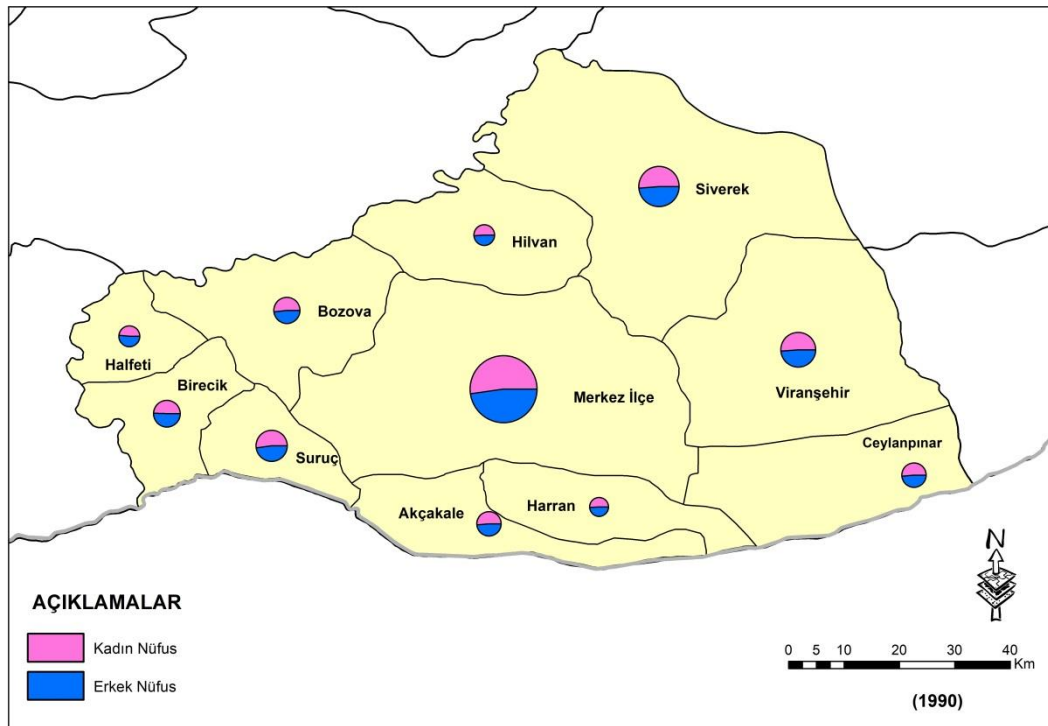 Siverek
Hilvan
Bozova
Halfeti
Birecik
Merkez İlçe
Viranşehir
Ceylanpınar
Suruç
Akçakale
Harran
N
AÇIKLAMALAR
Kadın Nüfus
Erkek Nüfus
0 5 10 20 30 40
Km
(1990)